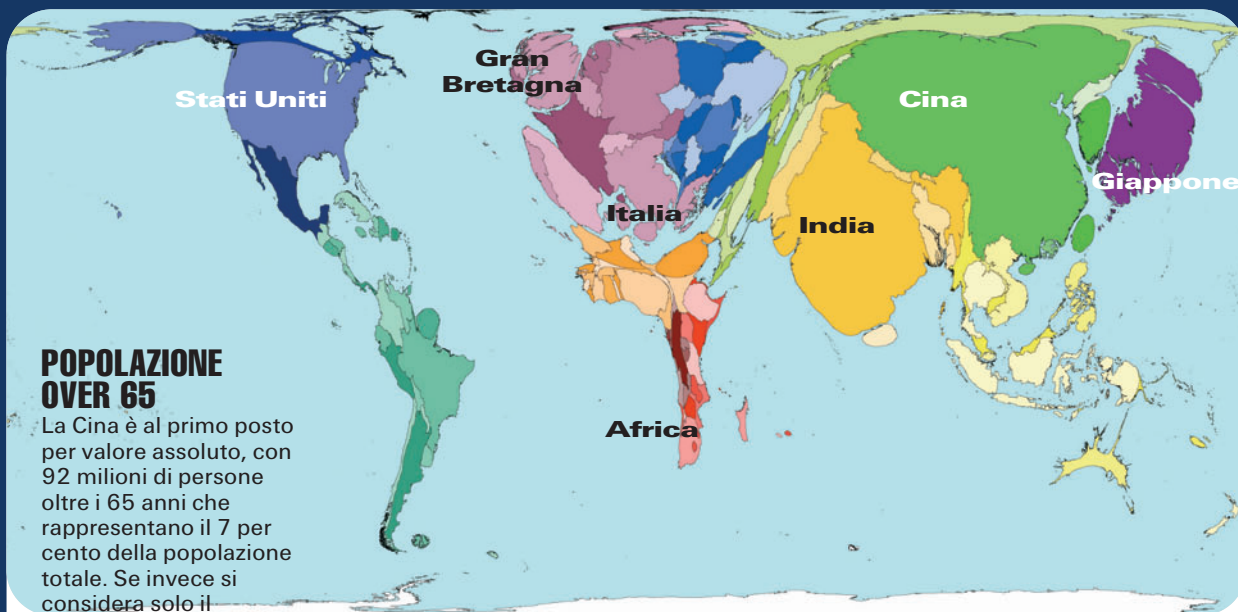 Gran
Bretagna
Stati Uniti
Cina
Giappone
Italia
India
Africa
POPOLAZIONE
OVER 65
La Cina è al primo posto
per valore assoluto, con
92 milioni di persone
oltre i 65 anni che
rappresentano il 7 per
cento della popolazione
totale. Se invece si
considera solo il